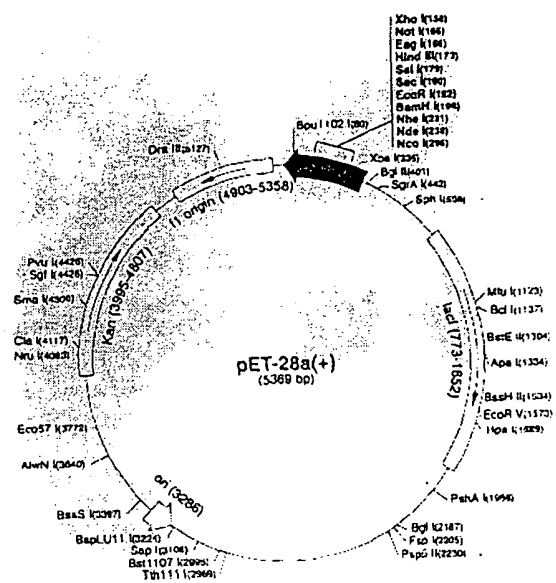 Xho I(158)
Not I(166)
Eag I(166)
Hind III(173)
Sal I(179)
Sac I(190)
EcoR I(192)
BamH I(198)
Nhe I(231)
Nde I(238)
Nco I(296)
Bpu I102 I(80)
Xba I(335)
Bgl II(401)
SgrA I(442)
Sph I(598)
Dra III(5127)
f1 origin (4903-5358)
Pvu I(4426)
Sgf I(4426)
Sma I(4300)
Kan (3995-4807)
Cla I(4117)
Nru I(4083)
Mlu I(1123)
Bcl I(1137)
lacI (773-1852)
BstE II(1304)
Apa I(1334)
BssH II(1534)
EcoR V(1573)
Hpa I(1629)
pET-28a(+)
(5369 bp)
Eco57 I(3772)
AlwN I(3640)
ori (3286)
BssS I(3397)
BspLU11 I(3224)
Sap I(3108)
Bst1107 I(2995)
Tth111 I(2969)
PshA I(1968)
Bgl I(2187)
Fsp I(2205)
Psp5 II(2230)